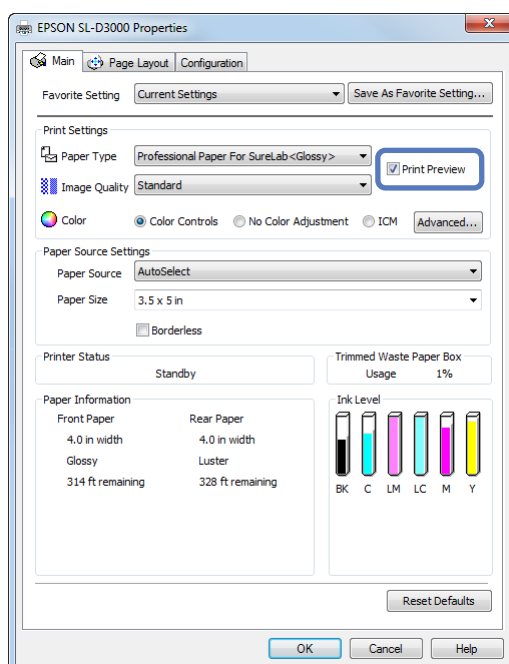 EPSON SL-D3000 Properties
Main Page Layout Configuration
Favorite Setting Current Settings Save As Favorite Setting...
Print Settings
Paper Type Professional Paper For SureLab<Glossy> Print Preview
Image Quality Standard
Color Color Controls No Color Adjustment ICM Advanced...
Paper Source Settings
Paper Source AutoSelect
Paper Size 3.5 x 5 in
Borderless
Printer Status Trimmed Waste Paper Box
Standby Usage 1%
Paper Information Ink Level
Front Paper Rear Paper
4.0 in width 4.0 in width
Glossy Luster
314 ft remaining 328 ft remaining
BK C LM LC M Y
Reset Defaults
OK Cancel Help